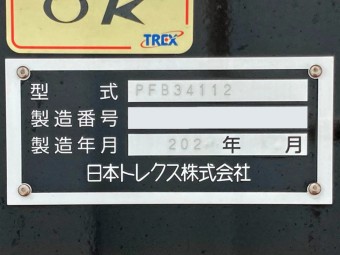 OK
TREX
型式 PFB34112
製造番号
製造年月 202 年 月
日本トレクス株式会社